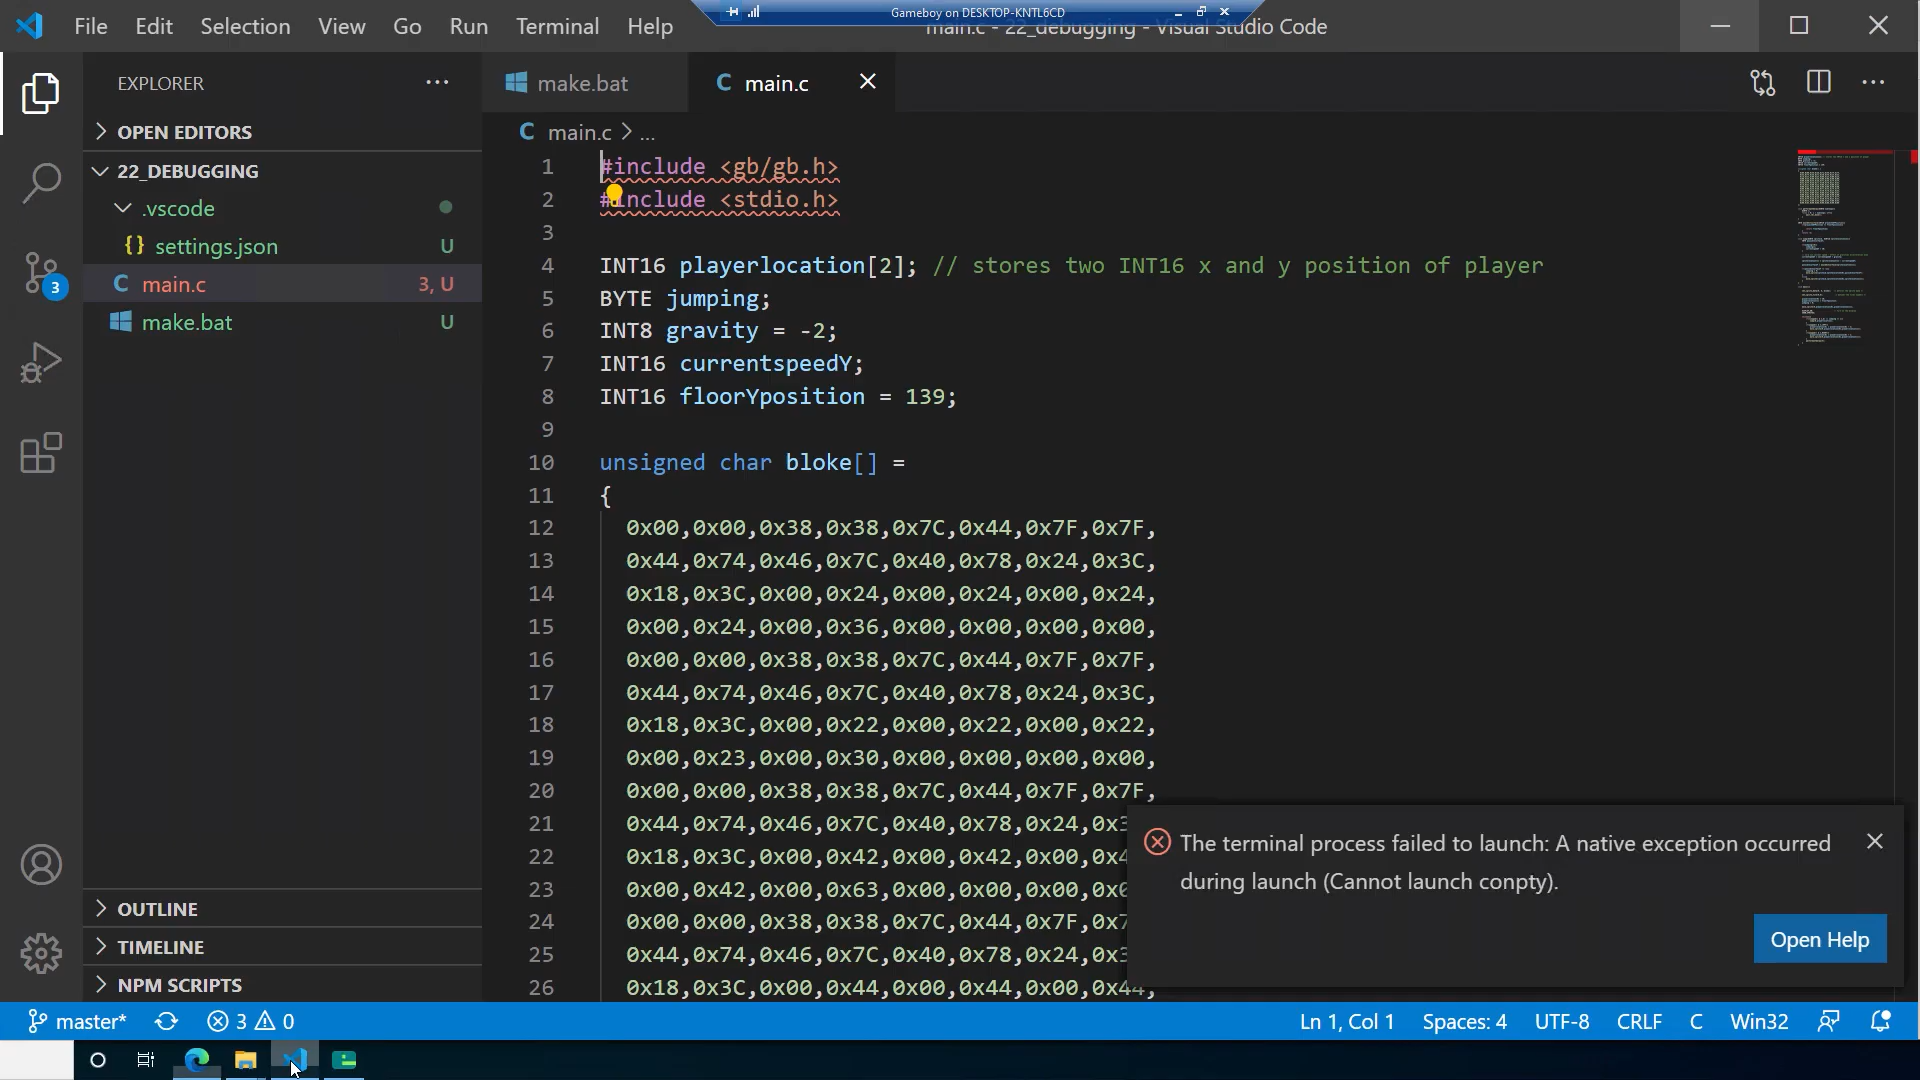 File Edit Selection View Go Run Terminal Help
Gameboy on DESKTOP-KNTL6CD
main.c - 22_debugging - Visual Studio Code
EXPLORER
OPEN EDITORS
22_DEBUGGING
.vscode
{} settings.json U
C main.c 3, U
make.bat U
OUTLINE
TIMELINE
NPM SCRIPTS
make.bat
C main.c
C main.c > ...
1 #include <gb/gb.h>
2 #include <stdio.h>
3
4 INT16 playerlocation[2]; // stores two INT16 x and y position of player
5 BYTE jumping;
6 INT8 gravity = -2;
7 INT16 currentspeedY;
8 INT16 floorYposition = 139;
9
10 unsigned char bloke[] =
11 {
12 0x00,0x00,0x38,0x38,0x7C,0x44,0x7F,0x7F,
13 0x44,0x74,0x46,0x7C,0x40,0x78,0x24,0x3C,
14 0x18,0x3C,0x00,0x24,0x00,0x24,0x00,0x24,
15 0x00,0x24,0x00,0x36,0x00,0x00,0x00,0x00,
16 0x00,0x00,0x38,0x38,0x7C,0x44,0x7F,0x7F,
17 0x44,0x74,0x46,0x7C,0x40,0x78,0x24,0x3C,
18 0x18,0x3C,0x00,0x22,0x00,0x22,0x00,0x22,
19 0x00,0x23,0x00,0x30,0x00,0x00,0x00,0x00,
20 0x00,0x00,0x38,0x38,0x7C,0x44,0x7F,0x7F,
21 0x44,0x74,0x46,0x7C,0x40,0x78,0x24,0x3
22 0x18,0x3C,0x00,0x42,0x00,0x42,0x00,0x4
23 0x00,0x42,0x00,0x63,0x00,0x00,0x00,0x0
24 0x00,0x00,0x38,0x38,0x7C,0x44,0x7F,0x7
25 0x44,0x74,0x46,0x7C,0x40,0x78,0x24,0x3
26 0x18,0x3C,0x00,0x44,0x00,0x44,0x00,0x44,
The terminal process failed to launch: A native exception occurred
during launch (Cannot launch conpty).
Open Help
3
master* 3 0
Ln 1, Col 1 Spaces: 4 UTF-8 CRLF C Win32